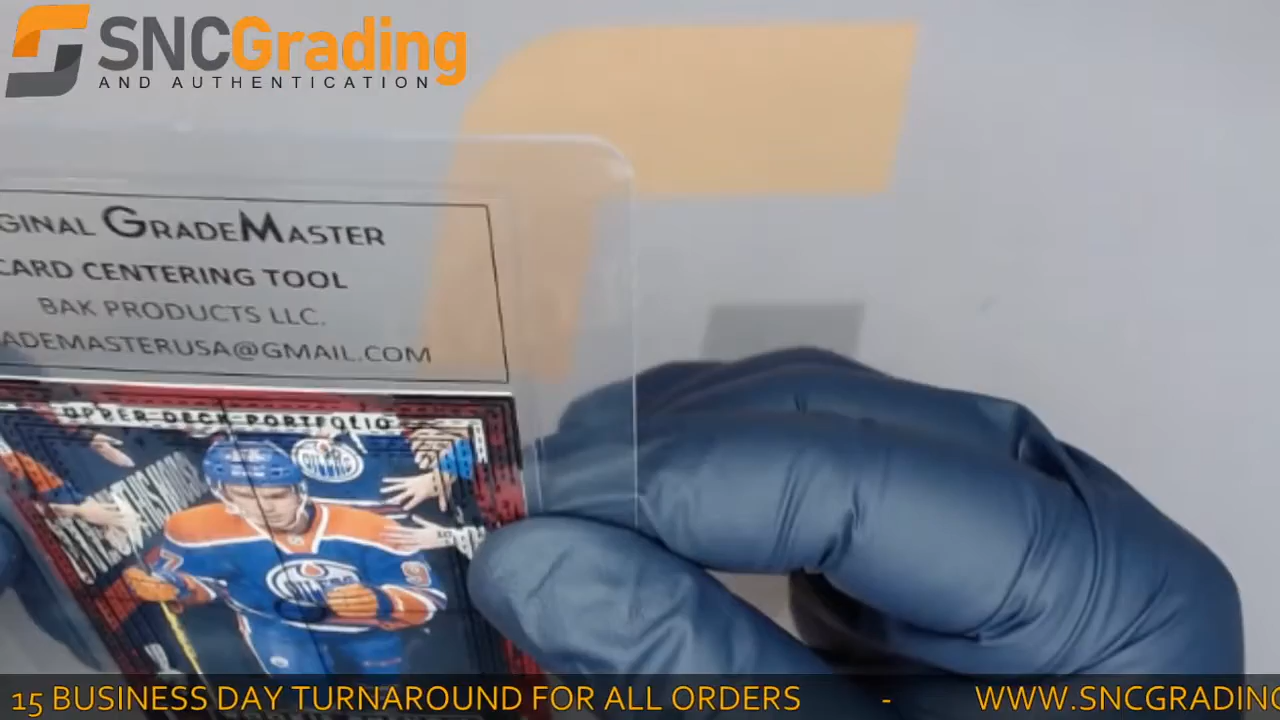 SNCGrading
AND AUTHENTICATION
GINAL GRADEMASTER
CARD CENTERING TOOL
BAK PRODUCTS LLC.
ADEMASTERUSA@GMAIL.COM
UPPER DECK PORTFOLIO
OILERS
15 BUSINESS DAY TURNAROUND FOR ALL ORDERS - WWW.SNCGRADING